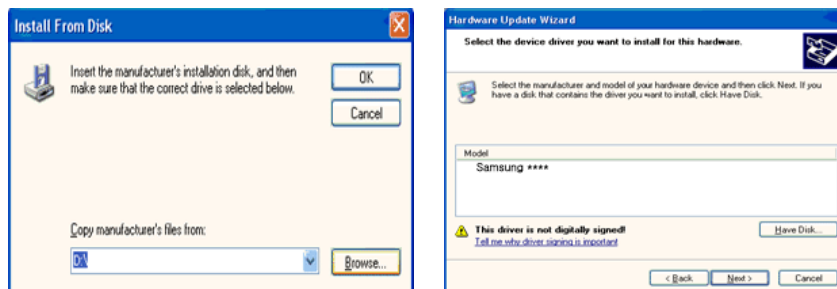 Install From Disk
Insert the manufacturer's installation disk, and then
make sure that the correct drive is selected below.
OK
Cancel
Copy manufacturer's files from:
D:\
Browse...
Hardware Update Wizard
Select the device driver you want to install for this hardware.
Select the manufacturer and model of your hardware device and then click Next. If you
have a disk that contains the driver you want to install, click Have Disk.
Model
Samsung ****
This driver is not digitally signed!
Tell me why driver signing is important
Have Disk...
< Back
Next >
Cancel